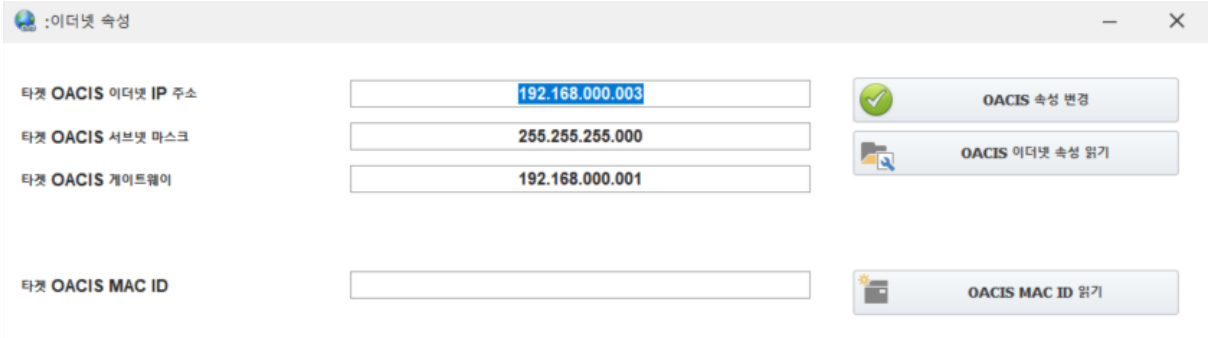 :이더넷 속성
타겟 OACIS 이더넷 IP 주소
192.168.000.003
OACIS 속성 변경
타겟 OACIS 서브넷 마스크
255.255.255.000
OACIS 이더넷 속성 읽기
타겟 OACIS 게이트웨이
192.168.000.001
타겟 OACIS MAC ID
OACIS MAC ID 읽기